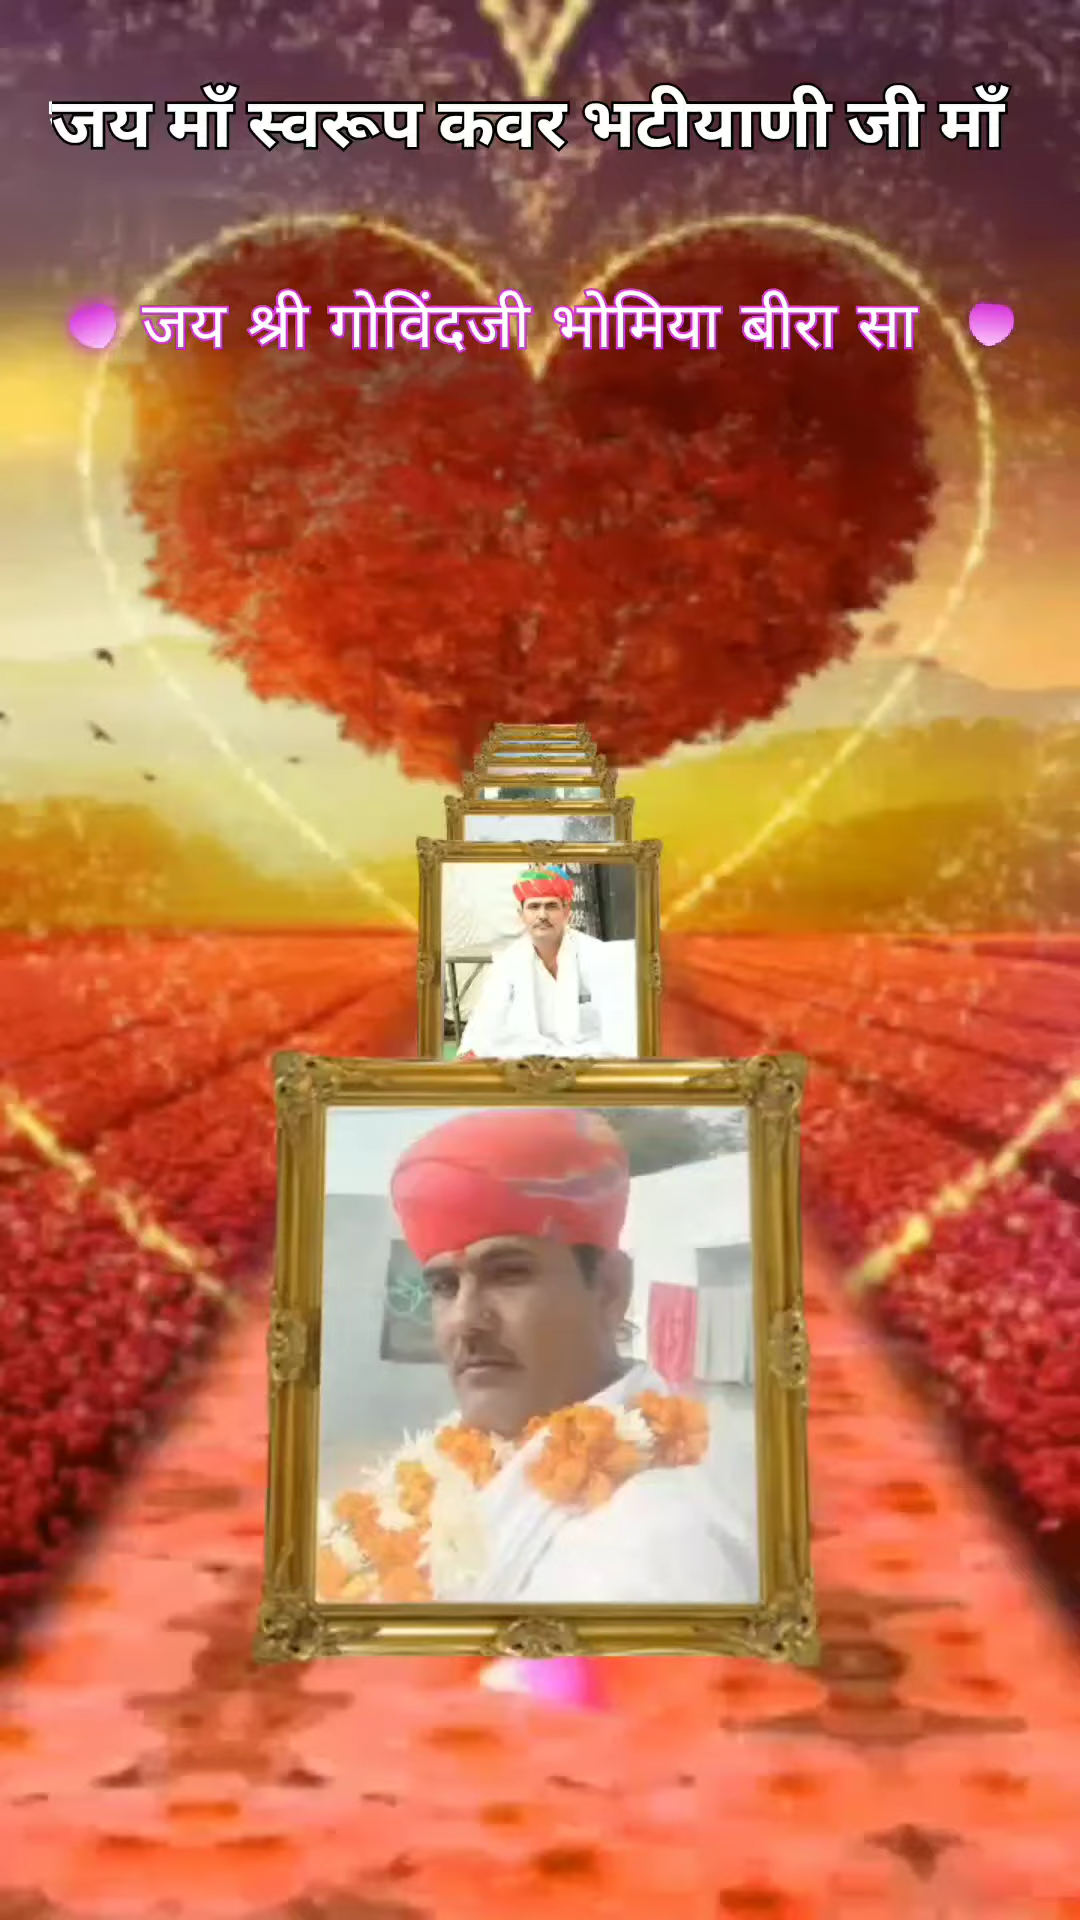 जय माँ स्वरूप कवर भटीयाणी जी माँ
जय श्री गोविंदजी भोमिया बीरा सा